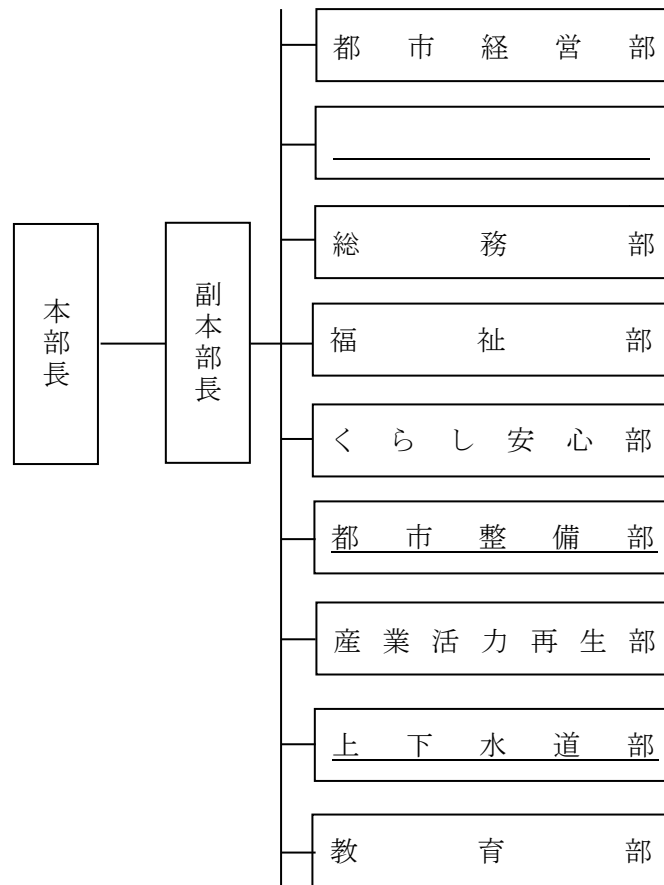 本部長
副本部長
都市経営部
総務部
福祉部
くらし安心部
都市整備部
産業活力再生部
上下水道部
教育部